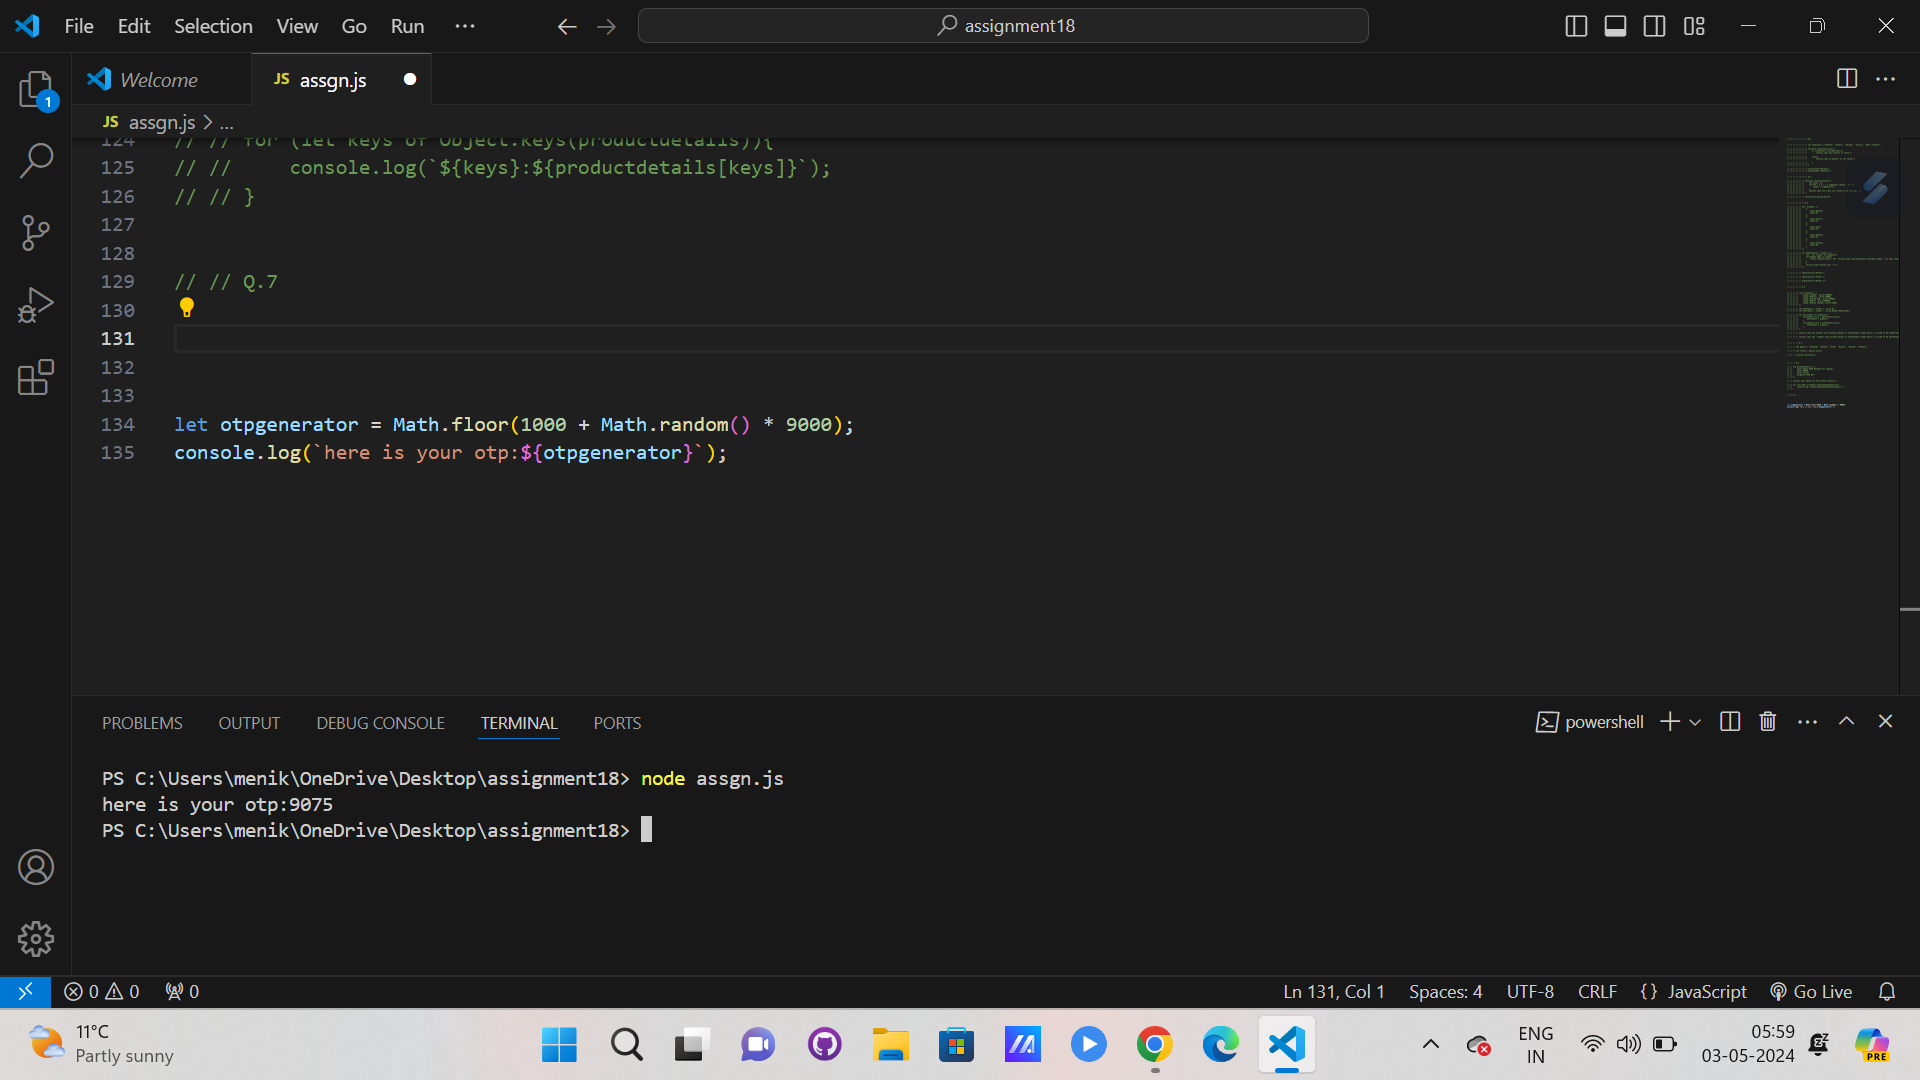 File Edit Selection View Go Run ···
assignment18
Welcome
JS assgn.js
1
JS assgn.js > ...
124 // // for (let keys of Object.keys(productdetails)){
125 // //     console.log(`${keys}:${productdetails[keys]}`);
126 // // }
127
128
129 // // Q.7
130
131
132
133
134 let otpgenerator = Math.floor(1000 + Math.random() * 9000);
135 console.log(`here is your otp:${otpgenerator}`);
PROBLEMS OUTPUT DEBUG CONSOLE TERMINAL PORTS
powershell
PS C:\Users\menik\OneDrive\Desktop\assignment18> node assgn.js
here is your otp:9075
PS C:\Users\menik\OneDrive\Desktop\assignment18>
0 0 0
Ln 131, Col 1 Spaces: 4 UTF-8 CRLF {} JavaScript Go Live
11°C
Partly sunny
ENG
IN
05:59
03-05-2024
PRE